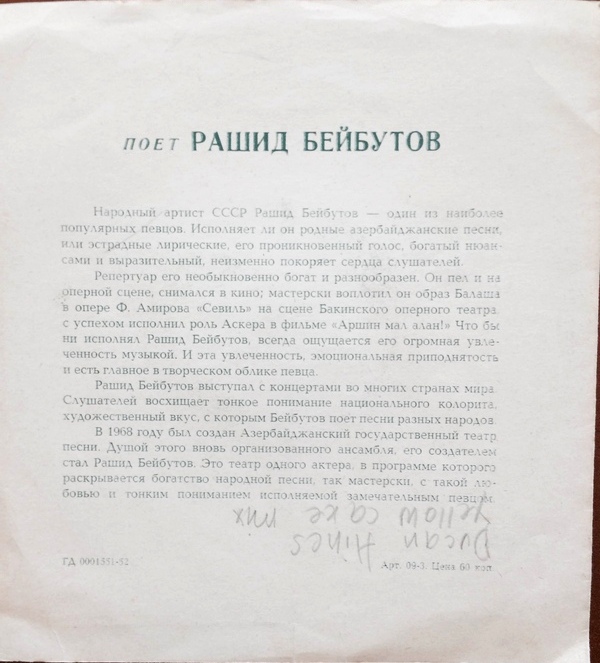 ПОЕТ РАШИД БЕЙБУТОВ
Народный артист СССР Рашид Бейбутов — один из наиболее
популярных певцов. Исполняет ли он родные азербайджанские песни,
или эстрадные лирические, его проникновенный голос, богатый нюан-
сами и выразительный, неизменно покоряет сердца слушателей.
Репертуар его необыкновенно богат и разнообразен. Он пел и на
оперной сцене, снимался в кино; мастерски воплотил он образ Балаша
в опере Ф. Амирова «Севиль» на сцене Бакинского оперного театра.
с успехом исполнил роль Аскера в фильме «Аршин мал алан!» Что бы
ни исполнял Рашид Бейбутов, всегда ощущается его огромная увле-
ченность музыкой. И эта увлеченность, эмоциональная приподнятость
и есть главное в творческом облике певца.
Рашид Бейбутов выступал с концертами во многих странах мира.
Слушателей восхищает тонкое понимание национального колорита,
художественный вкус, с которым Бейбутов поет песни разных народов.
В 1968 году был создан Азербайджанский государственный театр
песни. Душой этого вновь организованного ансамбля, его создателем
стал Рашид Бейбутов. Это театр одного актера, в программе которого
раскрывается богатство народной песни, так мастерски, с такой лю-
бовью и тонким пониманием исполняемой замечательным певцом.
Ducan Hines
yellow cake mix
ГД 0001351-52 Арт. 09-3. Цена 60 коп.